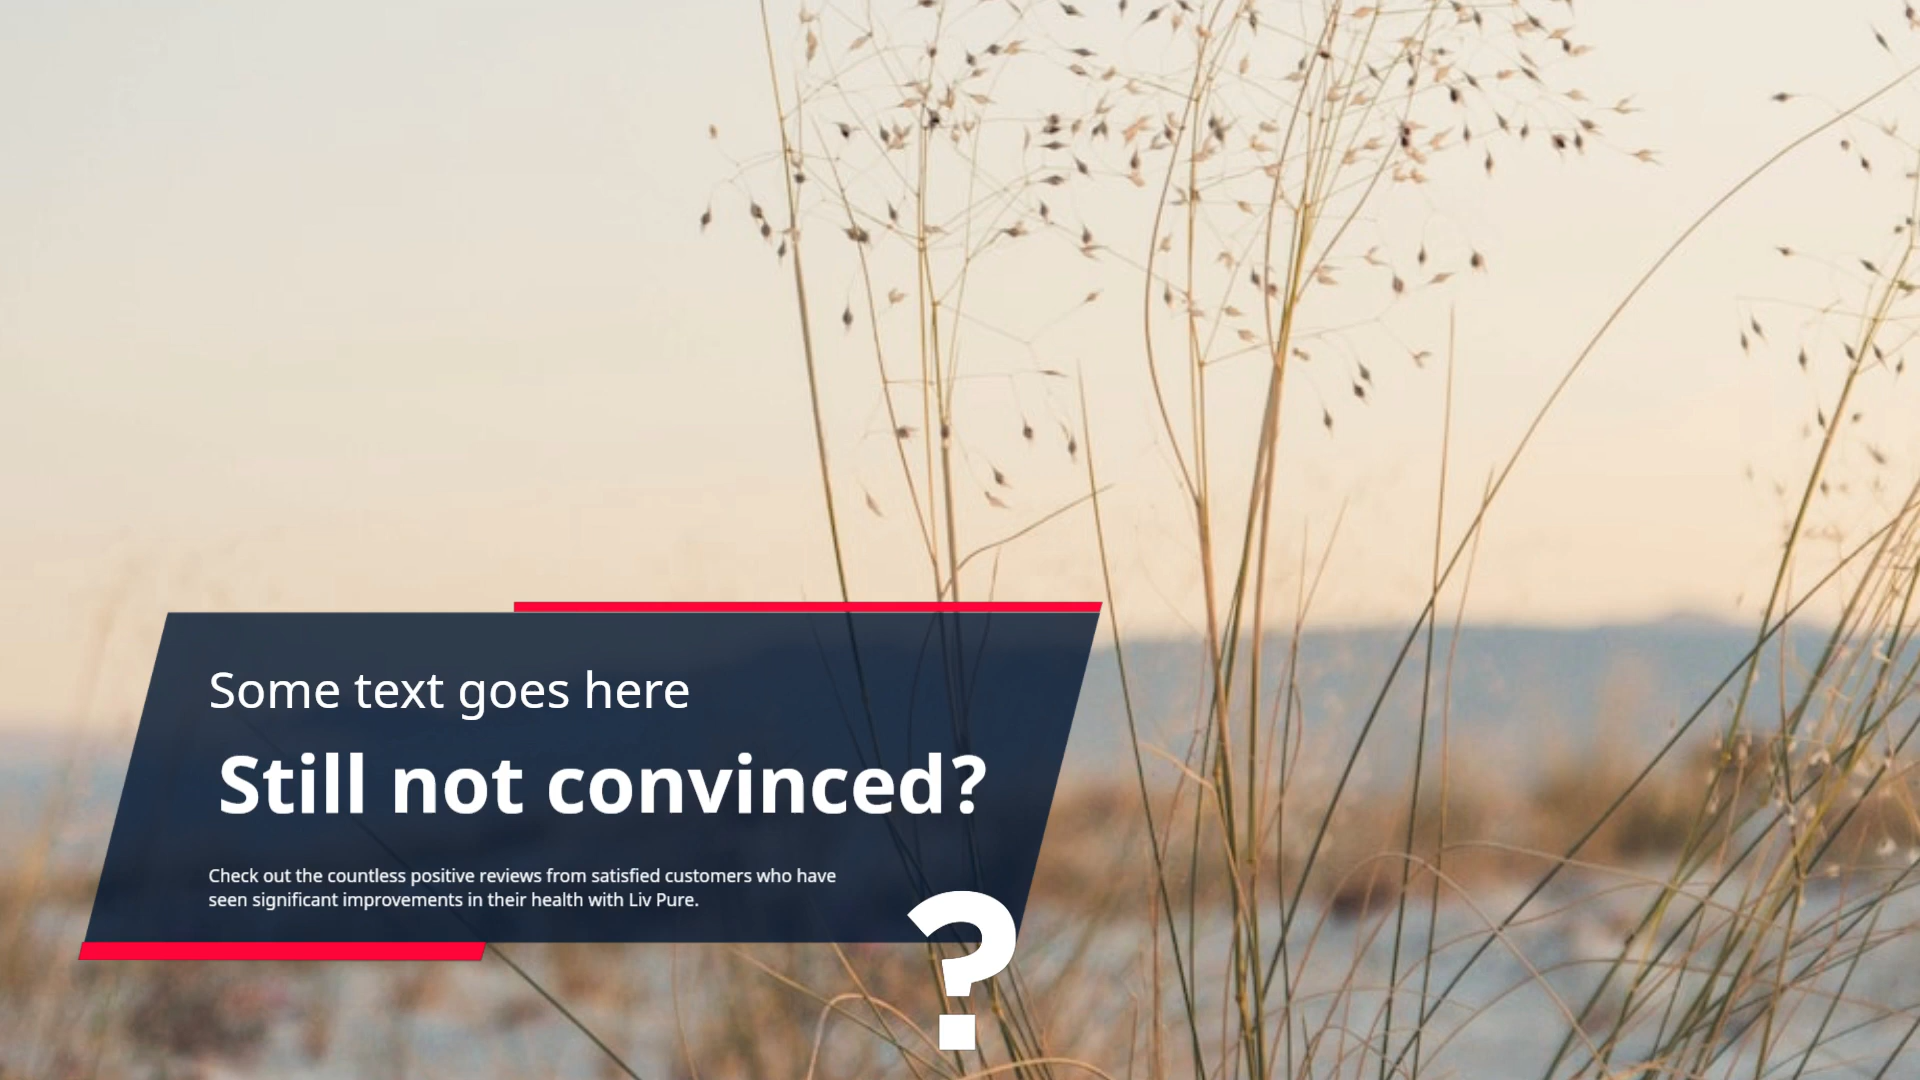 Some text goes here
Still not convinced?
Check out the countless positive reviews from satisfied customers who have
seen significant improvements in their health with Liv Pure.
?